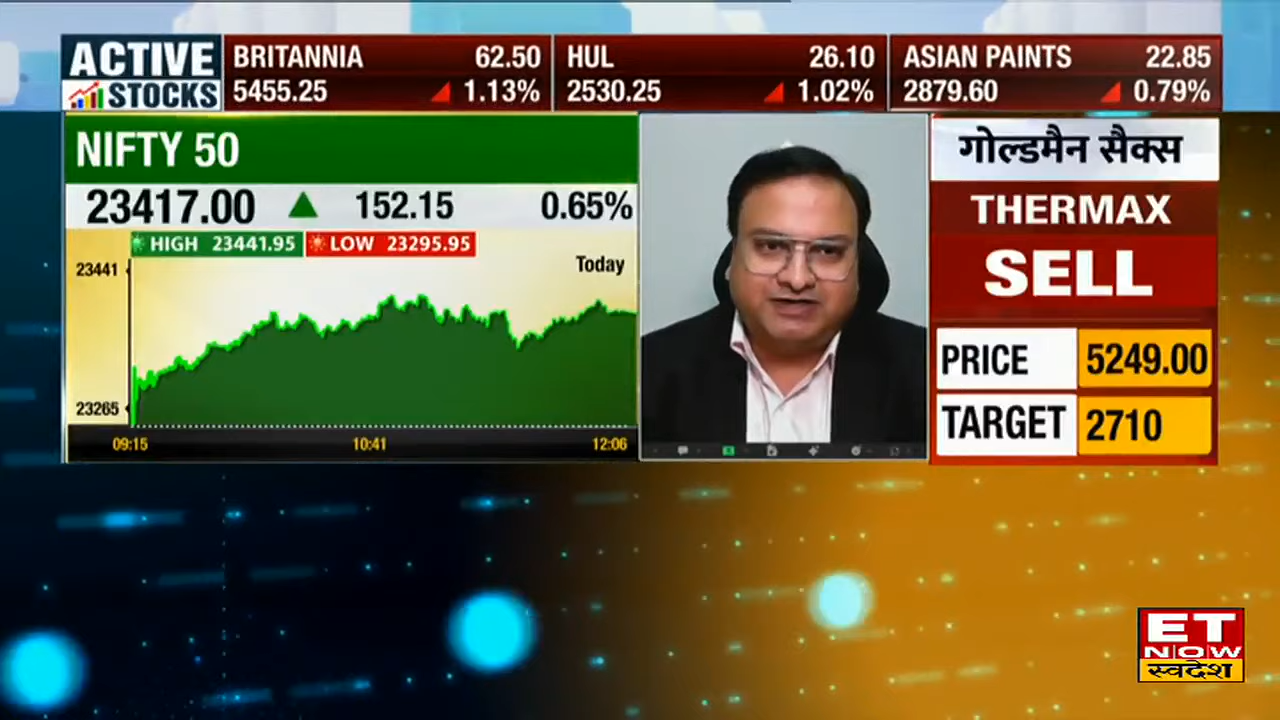 ACTIVE STOCKS
BRITANNIA 62.50
5455.25 1.13%
HUL 26.10
2530.25 1.02%
ASIAN PAINTS 22.85
2879.60 0.79%
NIFTY 50
23417.00 152.15 0.65%
HIGH 23441.95 LOW 23295.95
Today
23441
23265
09:15 10:41 12:06
गोल्डमैन सैक्स
THERMAX
SELL
PRICE 5249.00
TARGET 2710
ET
NOW
स्वदेश